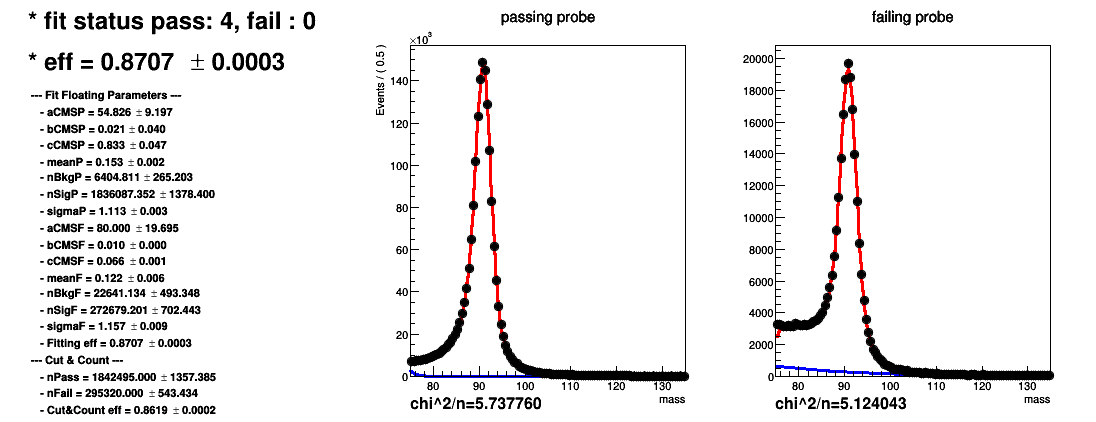 * fit status pass: 4, fail : 0
* eff = 0.8707 ± 0.0003
--- Fit Floating Parameters ---
- aCMSP = 54.826 ± 9.197
- bCMSP = 0.021 ± 0.040
- cCMSP = 0.833 ± 0.047
- meanP = 0.153 ± 0.002
- nBkgP = 6404.811 ± 265.203
- nSigP = 1836087.352 ± 1378.400
- sigmaP = 1.113 ± 0.003
- aCMSF = 80.000 ± 19.695
- bCMSF = 0.010 ± 0.000
- cCMSF = 0.066 ± 0.001
- meanF = 0.122 ± 0.006
- nBkgF = 22641.134 ± 493.348
- nSigF = 272679.201 ± 702.443
- sigmaF = 1.157 ± 0.009
- Fitting eff = 0.8707 ± 0.0003
--- Cut & Count ---
- nPass = 1842495.000 ± 1357.385
- nFail = 295320.000 ± 543.434
- Cut&Count eff = 0.8619 ± 0.0002
passing probe
×10³
Events / ( 0.5 )
140
120
100
80
60
40
20
0
80 90 100 110 120 130
mass
chi^2/n=5.737760
failing probe
20000
18000
16000
14000
12000
10000
8000
6000
4000
2000
0
80 90 100 110 120 130
mass
chi^2/n=5.124043